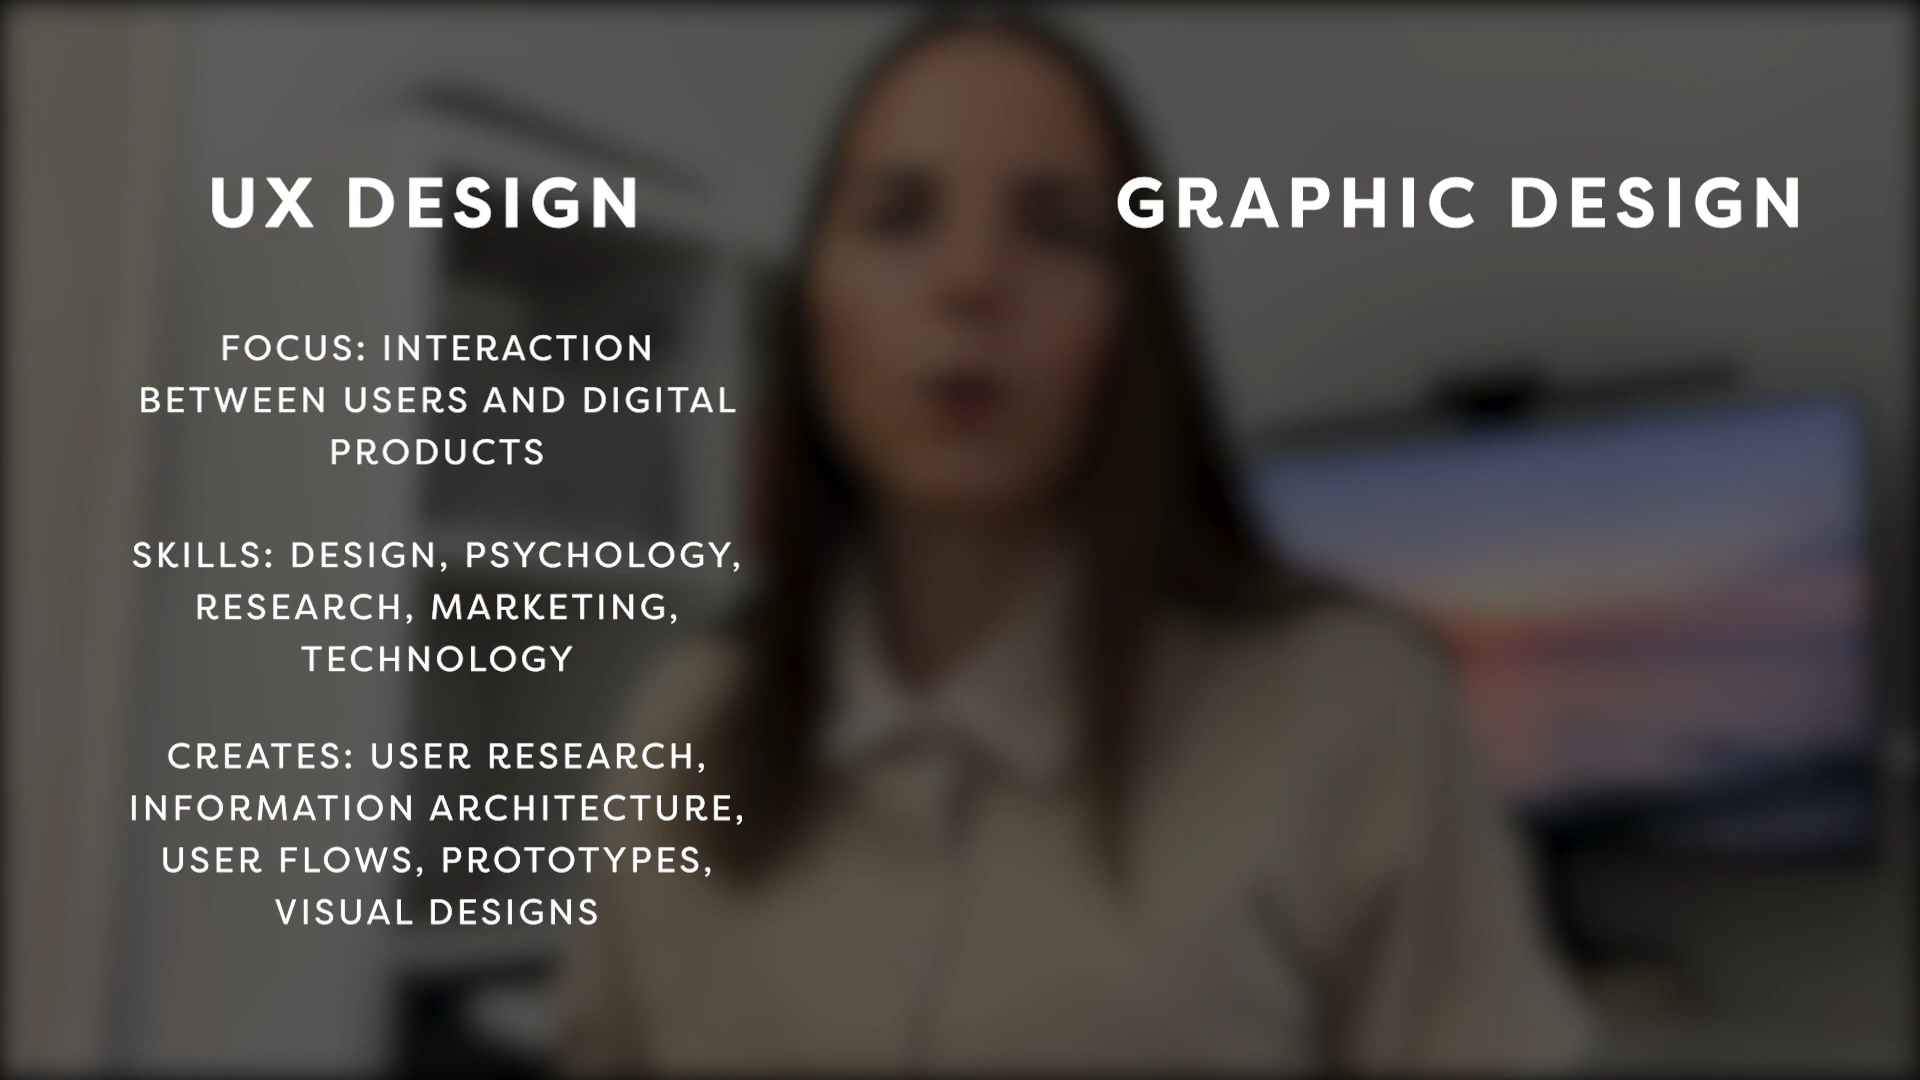 UX DESIGN
GRAPHIC DESIGN
FOCUS: INTERACTION
BETWEEN USERS AND DIGITAL
PRODUCTS
SKILLS: DESIGN, PSYCHOLOGY,
RESEARCH, MARKETING,
TECHNOLOGY
CREATES: USER RESEARCH,
INFORMATION ARCHITECTURE,
USER FLOWS, PROTOTYPES,
VISUAL DESIGNS